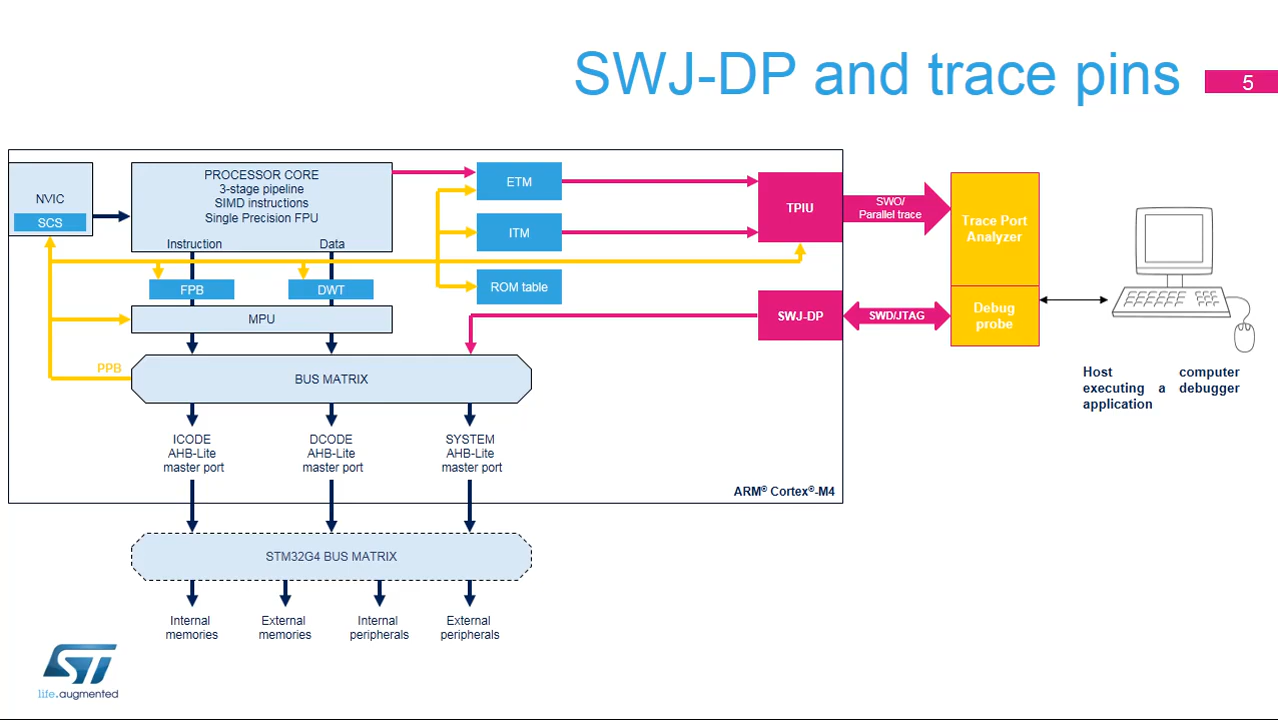 SWJ-DP and trace pins
5
NVIC
SCS
PROCESSOR CORE
3-stage pipeline
SIMD instructions
Single Precision FPU
Instruction
Data
ETM
ITM
ROM table
TPIU
SWO/
Parallel trace
Trace Port
Analyzer
FPB
DWT
MPU
SWJ-DP
SWD/JTAG
Debug
probe
PPB
BUS MATRIX
Host computer
executing a debugger
application
ICODE
AHB-Lite
master port
DCODE
AHB-Lite
master port
SYSTEM
AHB-Lite
master port
ARM® Cortex®-M4
STM32G4 BUS MATRIX
Internal
memories
External
memories
Internal
peripherals
External
peripherals
ST
life.augmented